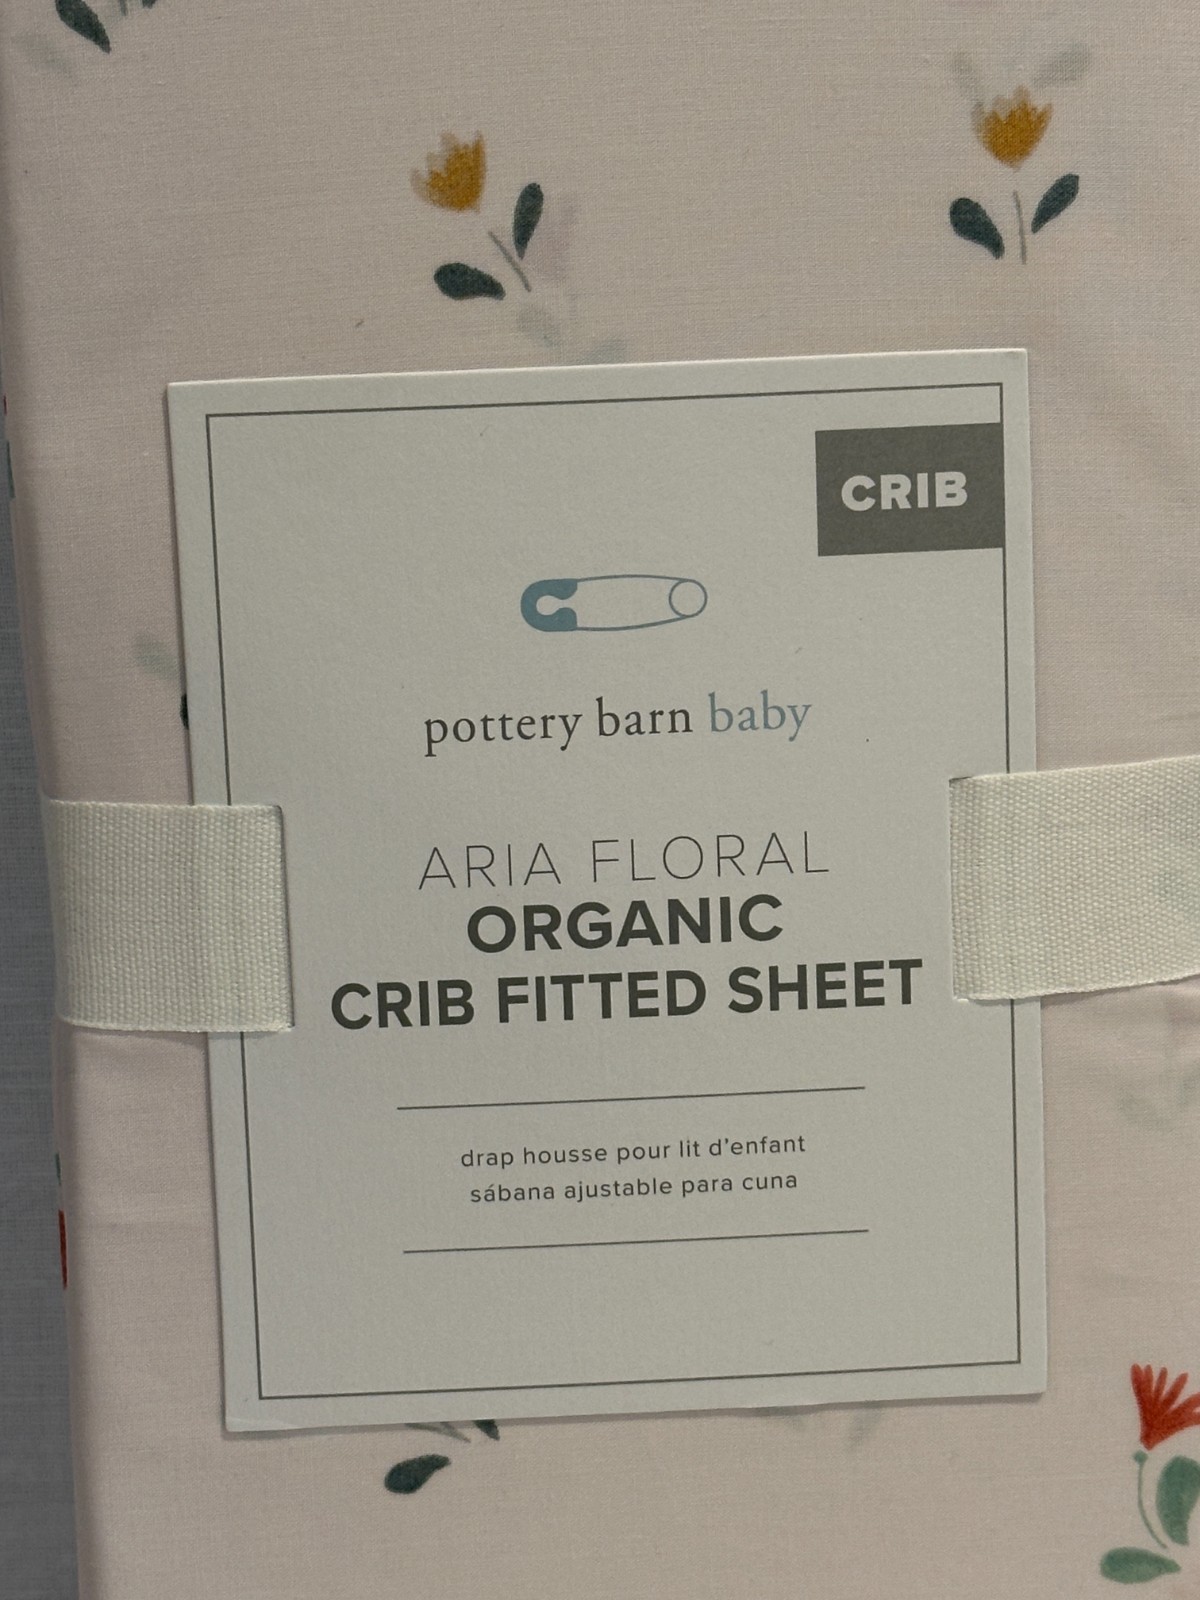 CRIB
pottery barn baby
ARIA FLORAL
ORGANIC
CRIB FITTED SHEET
drap housse pour lit d'enfant
sábana ajustable para cuna